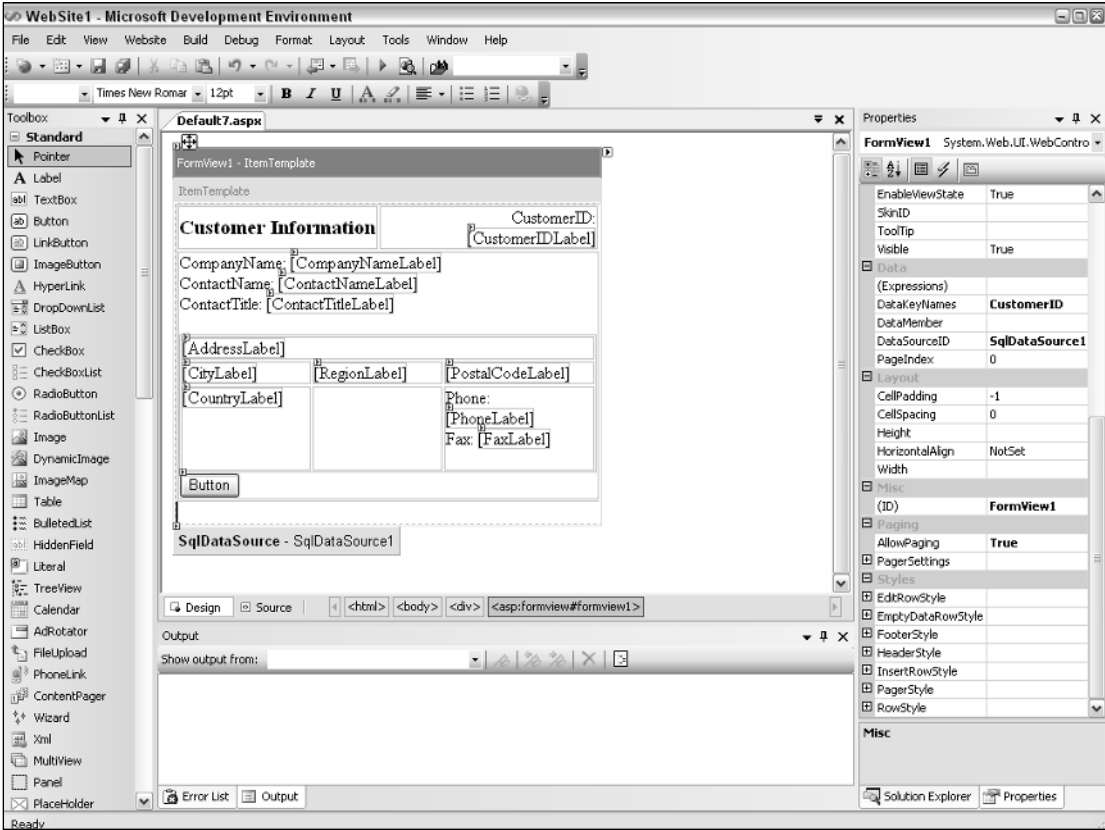 WebSite1 - Microsoft Development Environment
File Edit View Website Build Debug Format Layout Tools Window Help
Times New Romar 12pt B I U A
Toolbox
Standard
Pointer
A Label
abl TextBox
ab Button
ab LinkButton
ImageButton
A HyperLink
DropDownList
ListBox
CheckBox
CheckBoxList
RadioButton
RadioButtonList
Image
DynamicImage
ImageMap
Table
BulletedList
abl HiddenField
Literal
TreeView
Calendar
AdRotator
FileUpload
PhoneLink
ContentPager
Wizard
Xml
MultiView
Panel
PlaceHolder
Default7.aspx
FormView1 - ItemTemplate
ItemTemplate
Customer Information
CustomerID:
[CustomerIDLabel]
CompanyName: [CompanyNameLabel]
ContactName: [ContactNameLabel]
ContactTitle: [ContactTitleLabel]
[AddressLabel]
[CityLabel] [RegionLabel] [PostalCodeLabel]
[CountryLabel]
Phone:
[PhoneLabel]
Fax: [FaxLabel]
Button
SqlDataSource - SqlDataSource1
Design Source <html> <body> <div> <asp:formview#formview1>
Output
Show output from:
Error List Output
Properties
FormView1 System.Web.UI.WebContro
EnableViewState True
SkinID
ToolTip
Visible True
Data
(Expressions)
DataKeyNames CustomerID
DataMember
DataSourceID SqlDataSource1
PageIndex 0
Layout
CellPadding -1
CellSpacing 0
Height
HorizontalAlign NotSet
Width
Misc
(ID) FormView1
Paging
AllowPaging True
PagerSettings
Styles
EditRowStyle
EmptyDataRowStyle
FooterStyle
HeaderStyle
InsertRowStyle
PagerStyle
RowStyle
Misc
Solution Explorer Properties
Ready